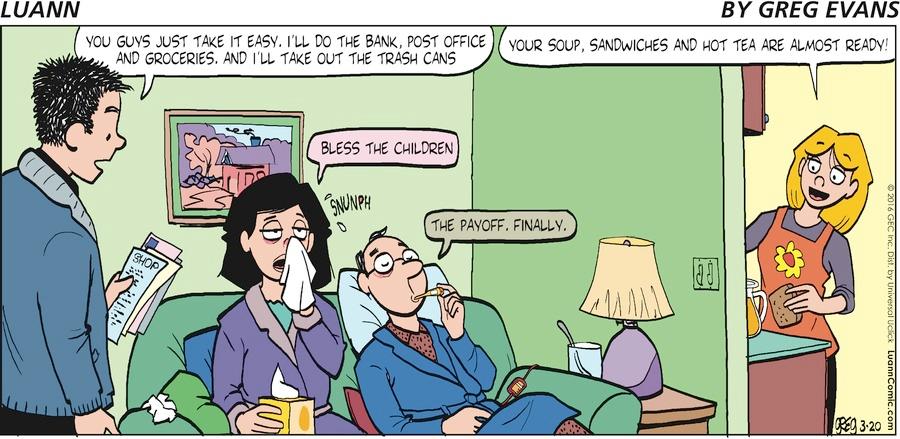 LUANN
BY GREG EVANS
YOU GUYS JUST TAKE IT EASY. I'LL DO THE BANK, POST OFFICE
AND GROCERIES. AND I'LL TAKE OUT THE TRASH CANS
YOUR SOUP, SANDWICHES AND HOT TEA ARE ALMOST READY!
BLESS THE CHILDREN
SNUNPH
THE PAYOFF. FINALLY.
SHOP
© 2016 GEC Inc. Dist. by Universal Uclick LuannComic.com
GREG 3-20